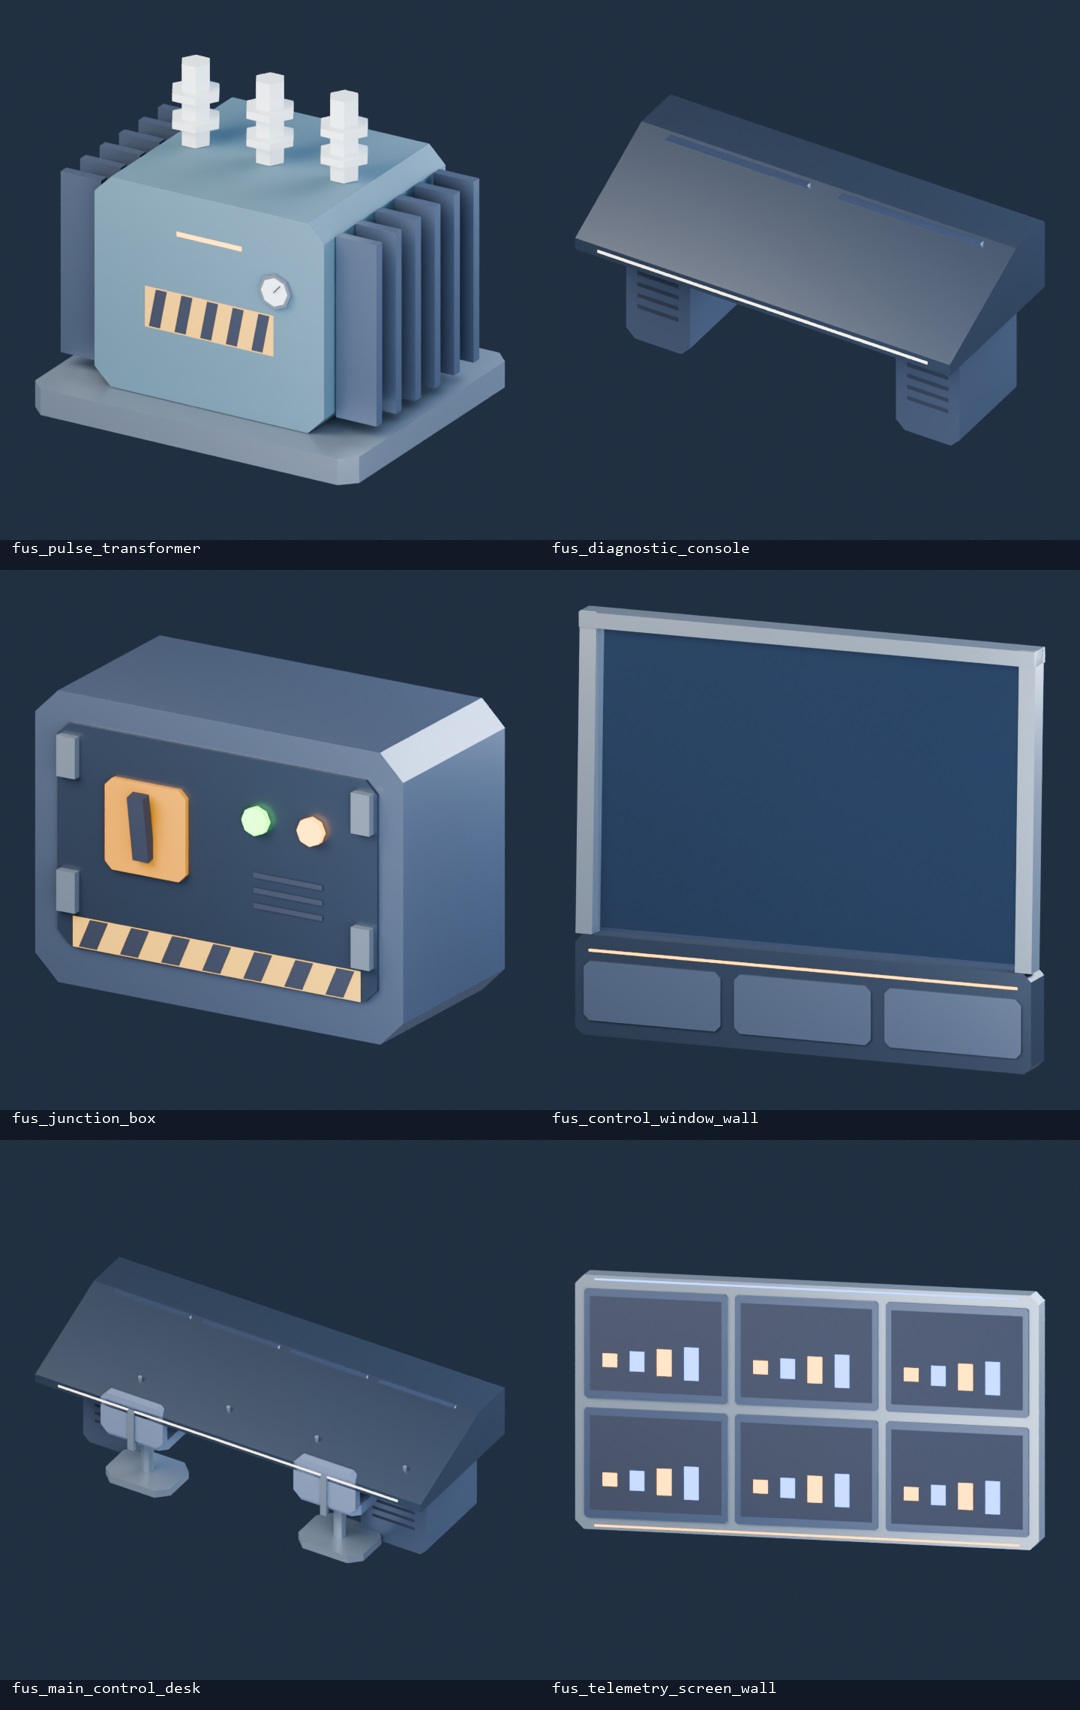 fus_pulse_transformer
fus_diagnostic_console
fus_junction_box
fus_control_window_wall
fus_main_control_desk
fus_telemetry_screen_wall